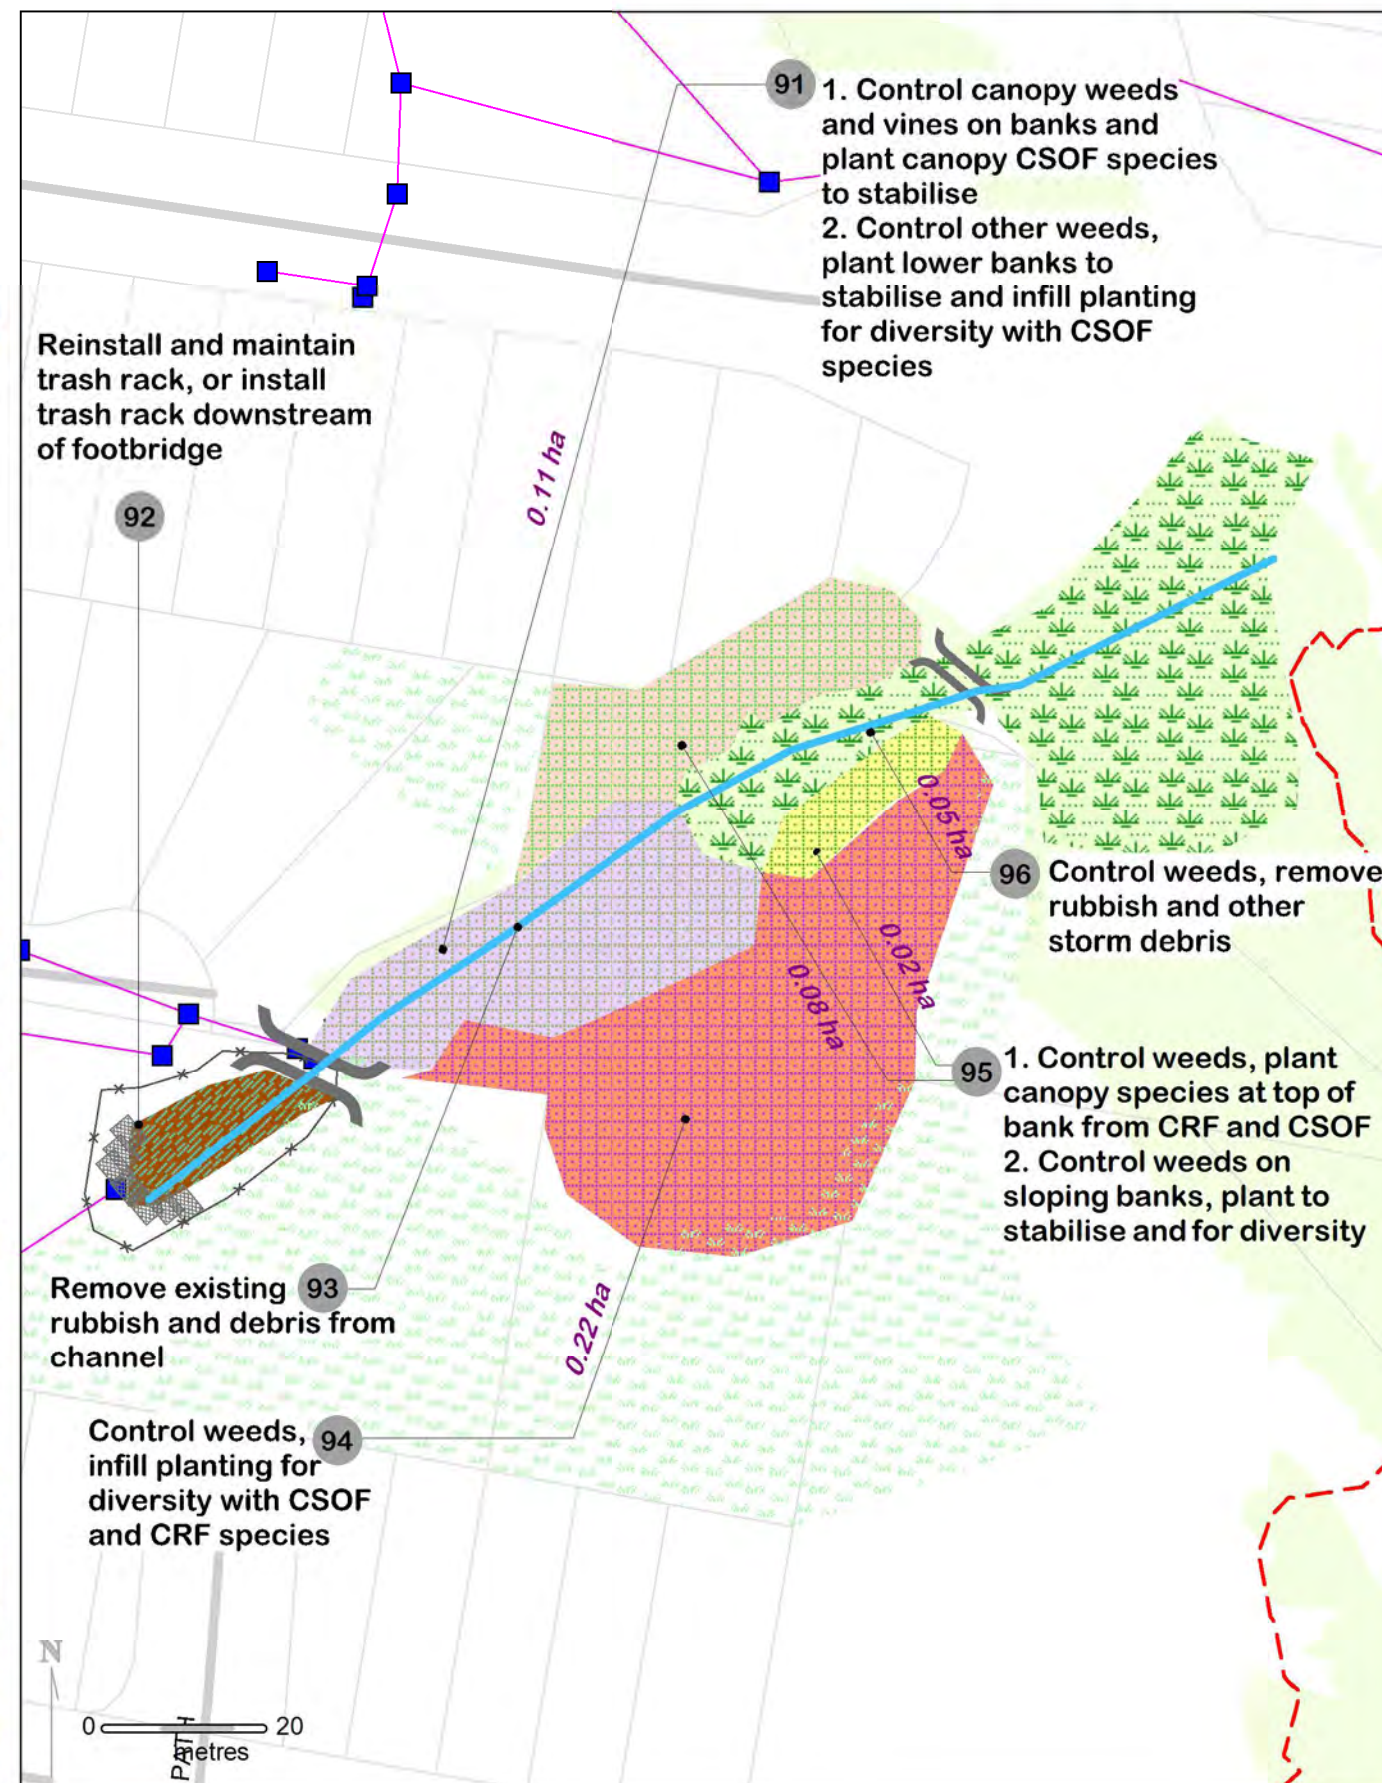 91
1. Control canopy weeds
and vines on banks and
plant canopy CSOF species
to stabilise
2. Control other weeds,
plant lower banks to
stabilise and infill planting
for diversity with CSOF
species
Reinstall and maintain
trash rack, or install
trash rack downstream
of footbridge
92
0.11 ha
0.05 ha
96
Control weeds, remove
rubbish and other
storm debris
0.02 ha
0.08 ha
95
1. Control weeds, plant
canopy species at top of
bank from CRF and CSOF
2. Control weeds on
sloping banks, plant to
stabilise and for diversity
Remove existing
93
rubbish and debris from
channel
0.22 ha
Control weeds,
94
infill planting for
diversity with CSOF
and CRF species
N
0
20
metres
PATH